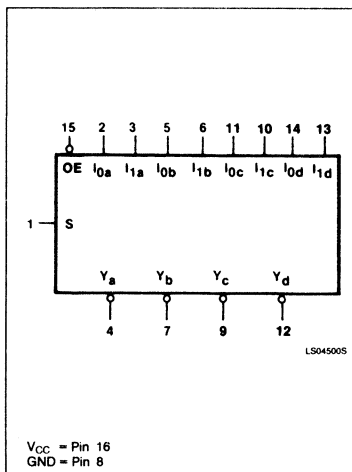 15 2 3 5 6 11 10 14 13
OE I0a I1a I0b I1b I0c I1c I0d I1d
1 S
Ya Yb Yc Yd
4 7 9 12
LS04500S
VCC = Pin 16
GND = Pin 8